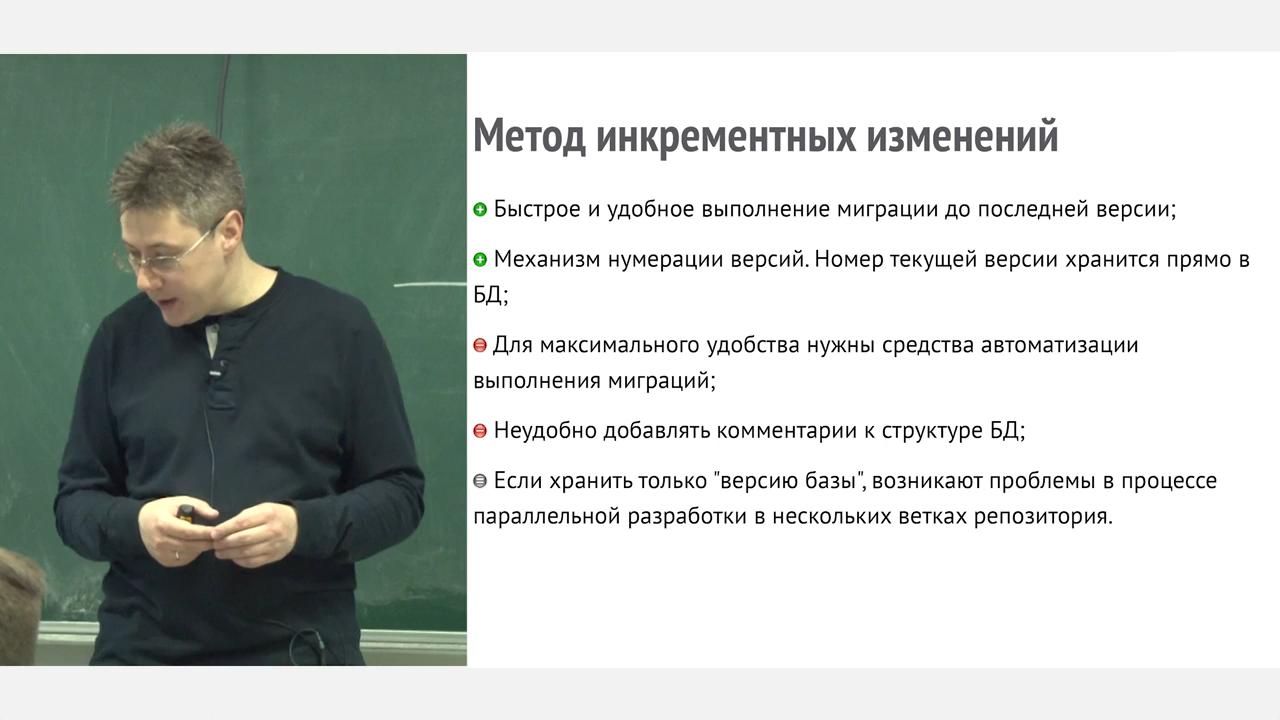 Метод инкрементных изменений
Быстрое и удобное выполнение миграции до последней версии;
Механизм нумерации версий. Номер текущей версии хранится прямо в
БД;
Для максимального удобства нужны средства автоматизации
выполнения миграций;
Неудобно добавлять комментарии к структуре БД;
Если хранить только "версию базы", возникают проблемы в процессе
параллельной разработки в нескольких ветках репозитория.